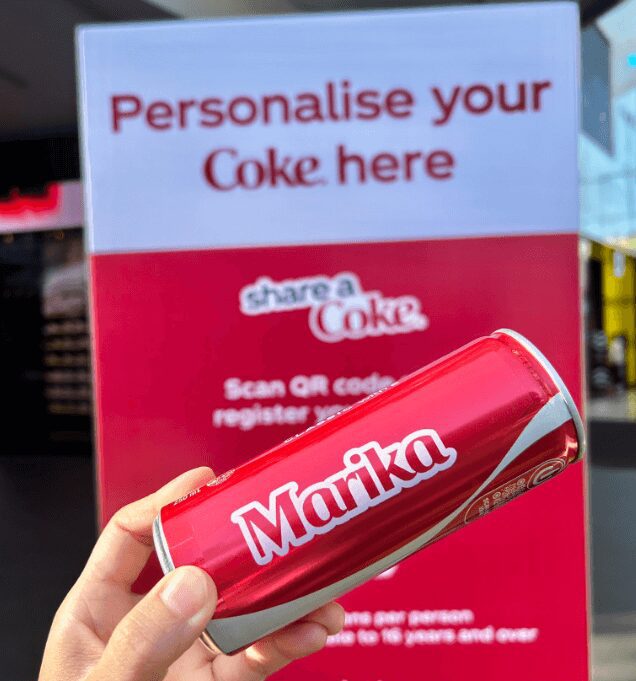 Personalise your
Coke here
share a
Coke.
Scan QR code
register
Marika
per person
to 16 years and over